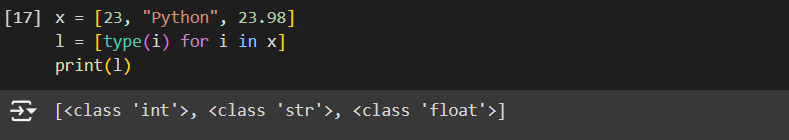 [17] x = [23, "Python", 23.98]
l = [type(i) for i in x]
print(l)
[<class 'int'>, <class 'str'>, <class 'float'>]